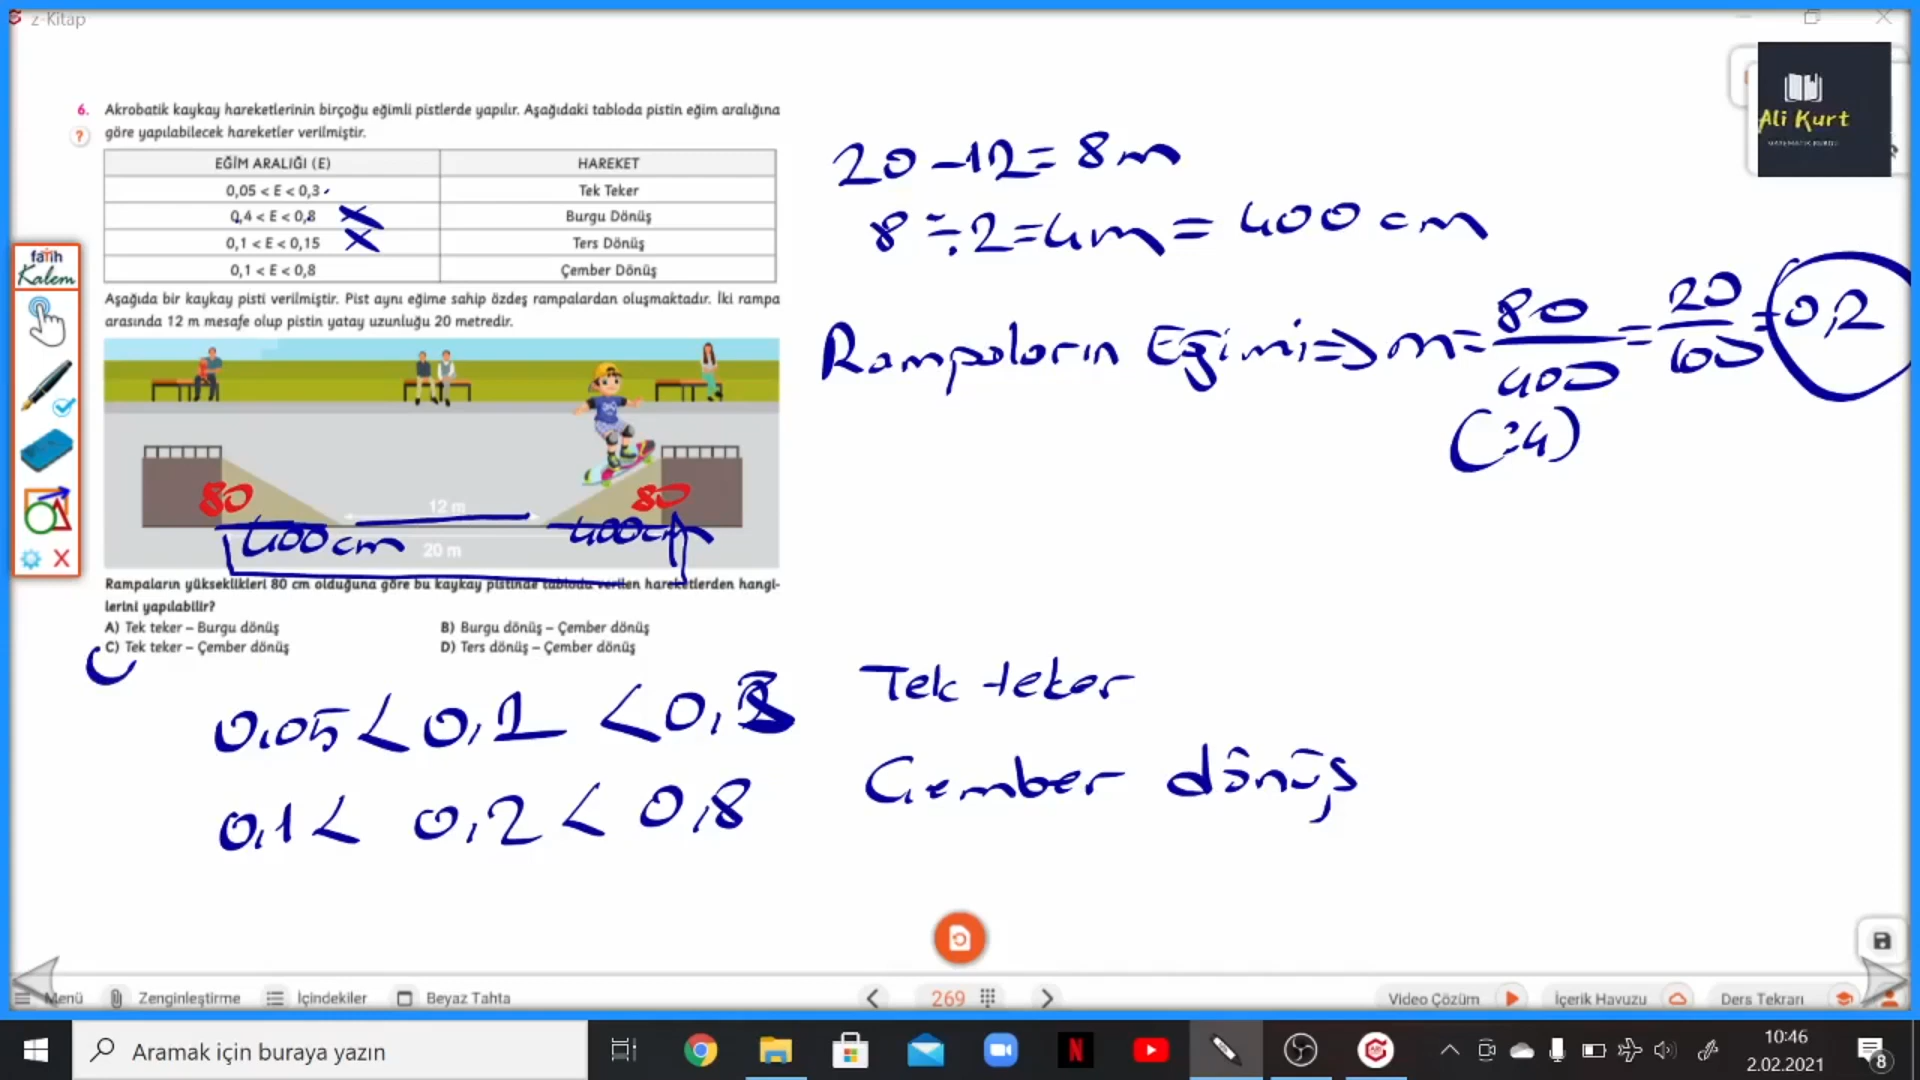 z-Kitap
Ali Kurt
6. Akrobatik kaykay hareketlerinin birçoğu eğimli pistlerde yapılır. Aşağıdaki tabloda pistin eğim aralığına
? göre yapılabilecek hareketler verilmiştir.
EĞİM ARALIĞI (E) HAREKET
0,05 < E < 0,3 Tek Teker
0,4 < E < 0,8 Burgu Dönüş
0,1 < E < 0,15 Ters Dönüş
0,1 < E < 0,8 Çember Dönüş
Aşağıda bir kaykay pisti verilmiştir. Pist aynı eğime sahip özdeş rampalardan oluşmaktadır. İki rampa
arasında 12 m mesafe olup pistin yatay uzunluğu 20 metredir.
80 12 m 80
400cm 20 m 400cm
Rampaların yükseklikleri 80 cm olduğuna göre bu kaykay pistinde tabloda verilen hareketlerden hangi-
lerini yapılabilir?
A) Tek teker – Burgu dönüş B) Burgu dönüş – Çember dönüş
C) Tek teker – Çember dönüş D) Ters dönüş – Çember dönüş
20-12=8m
8÷2=4m=400cm
Rampaların Eğimi => m= 80/400 = 20/100 = 0,2
(:4)
0,05 < 0,2 < 0,3 Tek teker
0,1 < 0,2 < 0,8 Çember dönüş
fatih
Kalem
Menü Zenginleştirme İçindekiler Beyaz Tahta 269 Video Çözüm İçerik Havuzu Ders Tekrarı
Aramak için buraya yazın
10:46
2.02.2021
8